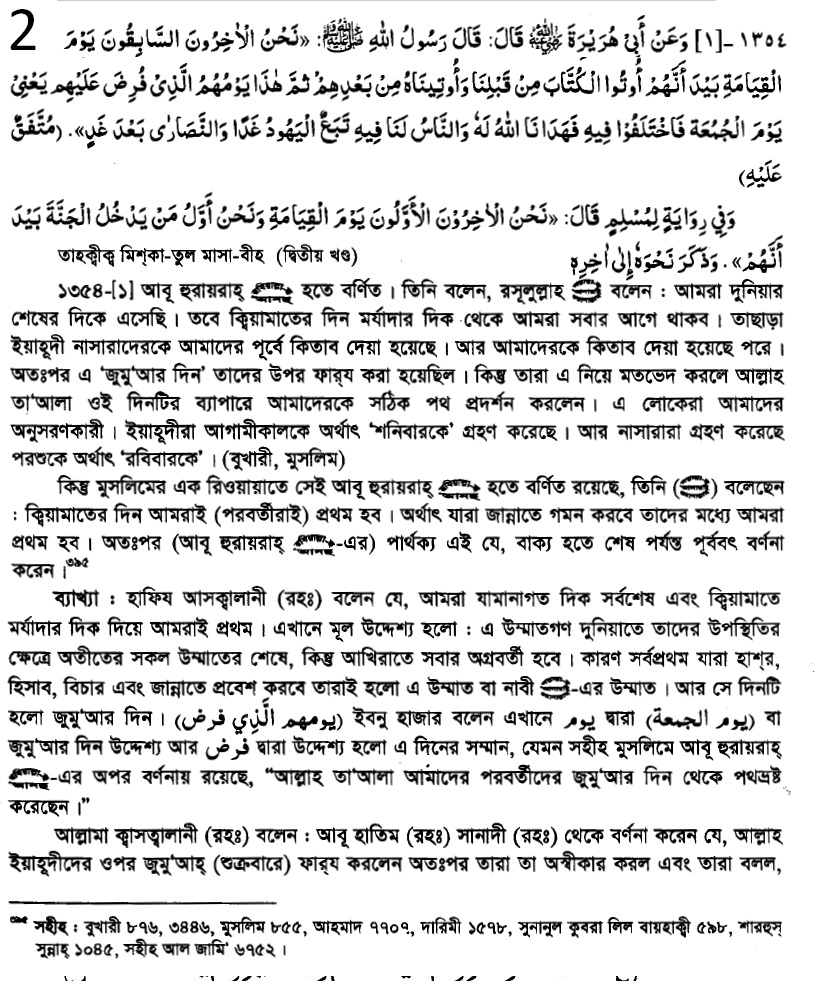 2
١٣٥٤ -[١] وَعَنْ أَبِيْ هُرَيْرَةَ ﷺ قَالَ: قَالَ رَسُولُ اللهِ ﷺ: «نَحْنُ الْاٰخِرُونَ السَّابِقُونَ يَوْمَ
الْقِيَامَةِ بَيْدَ أَنَّهُمْ أُوتُوا الْكُتَّابَ مِنْ قَبْلِنَا وَأُوتِينَاهُ مِنْ بَعْدِهِمْ ثُمَّ هٰذَا يَوْمُهُمُ الَّذِيْ فُرِضَ عَلَيْهِم يَعْنِيْ
يَوْمَ الْجُمُعَةَ فَاخْتَلَفُوْا فِيهِ فَهَدَانَا اللهُ لَهٗ وَالنَّاسُ لَنَا فِيهِ تَبَعٌ الْيَهُودُ غَدًا وَالنَّصَارٰى بَعْدَ غَدٍ». (مُتَّفَقٌ
عَلَيْهِ)
وَفِيْ رِوَايَةٍ لِمُسْلِمٍ قَالَ: «نَحْنُ الْاٰخِرُوْنَ الْأَوَّلُونَ يَوْمَ الْقِيَامَةِ وَنَحْنُ أَوَّلُ مَنْ يَدْخُلُ الْجَنَّةَ بَيْدَ
أَنَّهُمْ». وَذَكَرَ نَحْوَهٗ إِلٰى اٰخِرِهٖ
তাহক্বীক্ব মিশ্কা-তুল মাসা-বীহ (দ্বিতীয় খণ্ড)
১৩৫৪-[১] আবূ হুরায়রাহ্ হতে বর্ণিত। তিনি বলেন, রসূলুল্লাহ বলেন : আমরা দুনিয়ার
শেষের দিকে এসেছি। তবে ক্বিয়ামাতের দিন মর্যাদার দিক থেকে আমরা সবার আগে থাকব। তাছাড়া
ইয়াহূদী নাসারাদেরকে আমাদের পূর্বে কিতাব দেয়া হয়েছে। আর আমাদেরকে কিতাব দেয়া হয়েছে পরে।
অতঃপর এ ‘জুমু‘আর দিন’ তাদের উপর ফার্‌য করা হয়েছিল। কিন্তু তারা এ নিয়ে মতভেদ করলে আল্লাহ
তা‘আলা ওই দিনটির ব্যাপারে আমাদেরকে সঠিক পথ প্রদর্শন করলেন। এ লোকেরা আমাদের
অনুসরণকারী। ইয়াহূদীরা আগামীকালকে অর্থাৎ ‘শনিবারকে’ গ্রহণ করেছে। আর নাসারারা গ্রহণ করেছে
পরশুকে অর্থাৎ ‘রবিবারকে’। (বুখারী, মুসলিম)
কিন্তু মুসলিমের এক রিওয়ায়াতে সেই আবূ হুরায়রাহ্ হতে বর্ণিত রয়েছে, তিনি () বলেছেন
: ক্বিয়ামাতের দিন আমরাই (পরবর্তীরাই) প্রথম হব। অর্থাৎ যারা জান্নাতে গমন করবে তাদের মধ্যে আমরা
প্রথম হব। অতঃপর (আবূ হুরায়রাহ্ -এর) পার্থক্য এই যে, বাক্য হতে শেষ পর্যন্ত পূর্ববৎ বর্ণনা
করেন।৩৯৫
ব্যাখ্যা : হাফিয আসক্বালানী (রহঃ) বলেন যে, আমরা যামানাগত দিক সর্বশেষ এবং ক্বিয়ামাতে
মর্যাদার দিক দিয়ে আমরাই প্রথম। এখানে মূল উদ্দেশ্য হলো : এ উম্মাতগণ দুনিয়াতে তাদের উপস্থিতির
ক্ষেত্রে অতীতের সকল উম্মাতের শেষে, কিন্তু আখিরাতে সবার অগ্রবর্তী হবে। কারণ সর্বপ্রথম যারা হাশ্‌র,
হিসাব, বিচার এবং জান্নাতে প্রবেশ করবে তারাই হলো এ উম্মাত বা নাবী -এর উম্মাত। আর সে দিনটি
হলো জুমু‘আর দিন। (يومهم الَّذِي فرض) ইবনু হাজার বলেন এখানে يوم দ্বারা (يوم الجمعة) বা
জুমু‘আর দিন উদ্দেশ্য আর فرض দ্বারা উদ্দেশ্য হলো এ দিনের সম্মান, যেমন সহীহ মুসলিমে আবূ হুরায়রাহ্
-এর অপর বর্ণনায় রয়েছে, “আল্লাহ তা‘আলা আমাদের পরবর্তীদের জুমু‘আর দিন থেকে পথভ্রষ্ট
করেছেন।”
আল্লামা ক্বাসত্বালানী (রহঃ) বলেন : আবূ হাতিম (রহঃ) সানাদী (রহঃ) থেকে বর্ণনা করেন যে, আল্লাহ
ইয়াহূদীদের ওপর জুমু‘আহ্ (শুক্রবারে) ফার্‌য করলেন অতঃপর তারা তা অস্বীকার করল এবং তারা বলল,
৩৯৫ সহীহ : বুখারী ৮৭৬, ৩৪৪৬, মুসলিম ৮৫৫, আহমাদ ৭৭০৭, দারিমী ১৫৭৮, সুনানুল কুবরা লিল বায়হাক্বী ৫৯৮, শারহুস্
সুন্নাহ্ ১০৪৫, সহীহ আল জামি‘ ৬৭৫২।